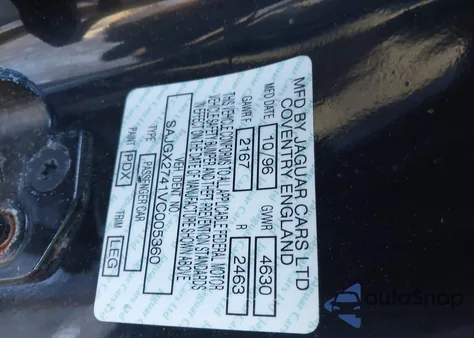 MFD BY JAGUAR CARS LTD
COVENTRY ENGLAND
MFD DATE 10/96 GVWR 4630
GAWR F 2167 R 2463
THIS VEHICLE CONFORMS TO ALL APPLICABLE FEDERAL MOTOR
VEHICLE SAFETY BUMPER AND THEFT PREVENTION STANDARDS
IN EFFECT ON THE DATE OF MANUFACTURE SHOWN ABOVE
VEH IDENT NO.
SAJGX2741VC005360
TYPE PASSENGER CAR
PAINT PDX TRIM LEG
autoSnap